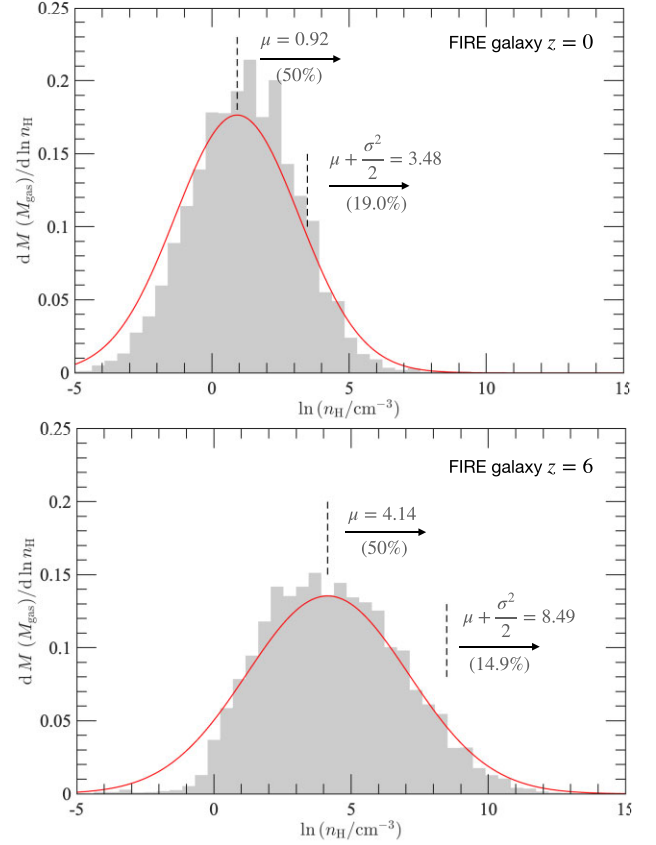 0.25
0.2
0.15
0.1
0.05
0
-5 0 5 10 15
d M (M_gas)/d ln n_H
ln (n_H/cm⁻³)
FIRE galaxy z = 0
μ = 0.92
(50%)
μ + σ²/2 = 3.48
(19.0%)
0.25
0.2
0.15
0.1
0.05
0
-5 0 5 10 15
d M (M_gas)/d ln n_H
ln (n_H/cm⁻³)
FIRE galaxy z = 6
μ = 4.14
(50%)
μ + σ²/2 = 8.49
(14.9%)